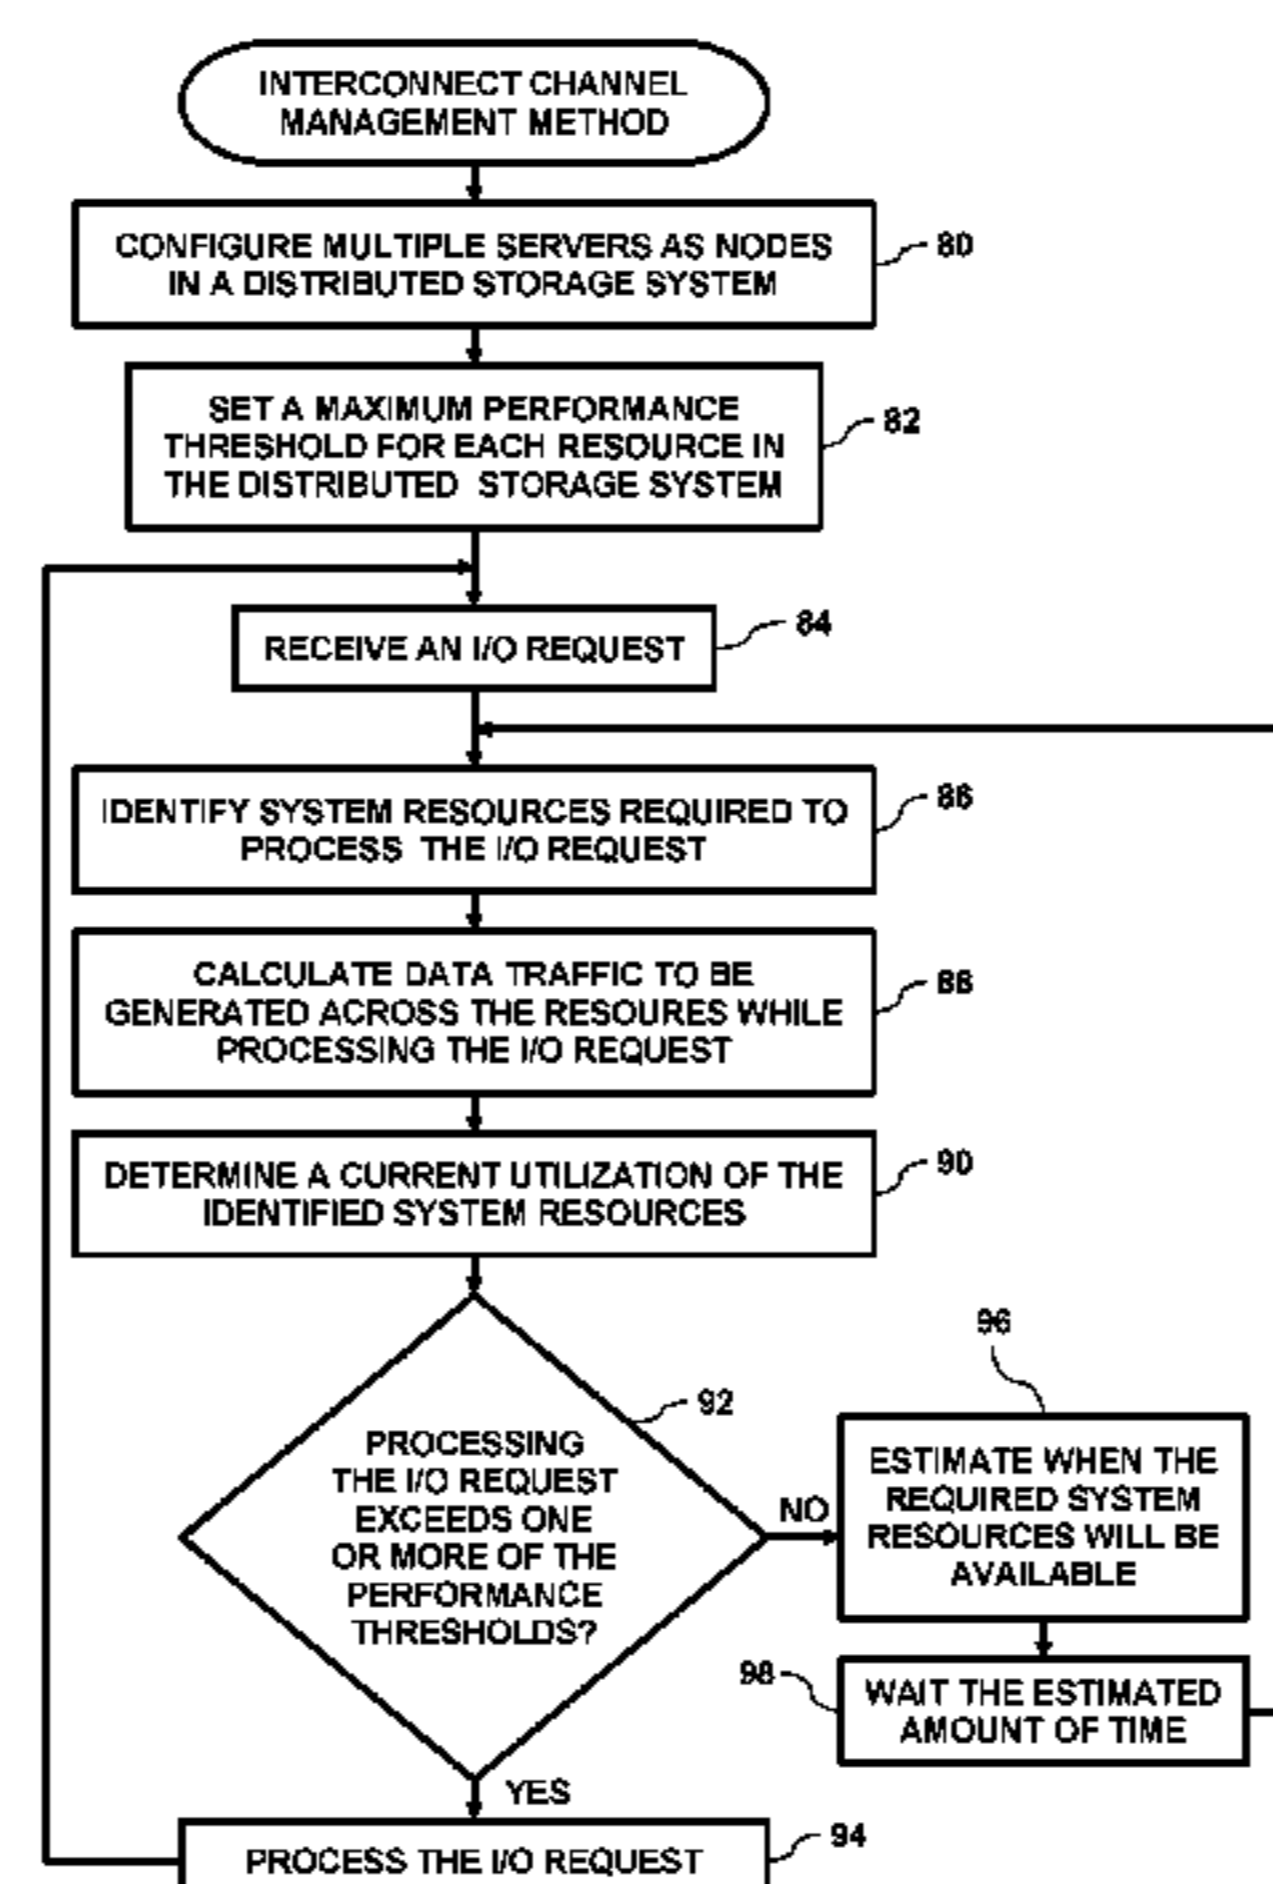 INTERCONNECT CHANNEL
MANAGEMENT METHOD
CONFIGURE MULTIPLE SERVERS AS NODES
IN A DISTRIBUTED STORAGE SYSTEM
80
SET A MAXIMUM PERFORMANCE
THRESHOLD FOR EACH RESOURCE IN
THE DISTRIBUTED STORAGE SYSTEM
82
RECEIVE AN I/O REQUEST
84
IDENTIFY SYSTEM RESOURCES REQUIRED TO
PROCESS THE I/O REQUEST
86
CALCULATE DATA TRAFFIC TO BE
GENERATED ACROSS THE RESOURES WHILE
PROCESSING THE I/O REQUEST
88
DETERMINE A CURRENT UTILIZATION OF THE
IDENTIFIED SYSTEM RESOURCES
90
PROCESSING
THE I/O REQUEST
EXCEEDS ONE
OR MORE OF THE
PERFORMANCE
THRESHOLDS?
92
NO
96
ESTIMATE WHEN THE
REQUIRED SYSTEM
RESOURCES WILL BE
AVAILABLE
98
WAIT THE ESTIMATED
AMOUNT OF TIME
YES
PROCESS THE I/O REQUEST
94